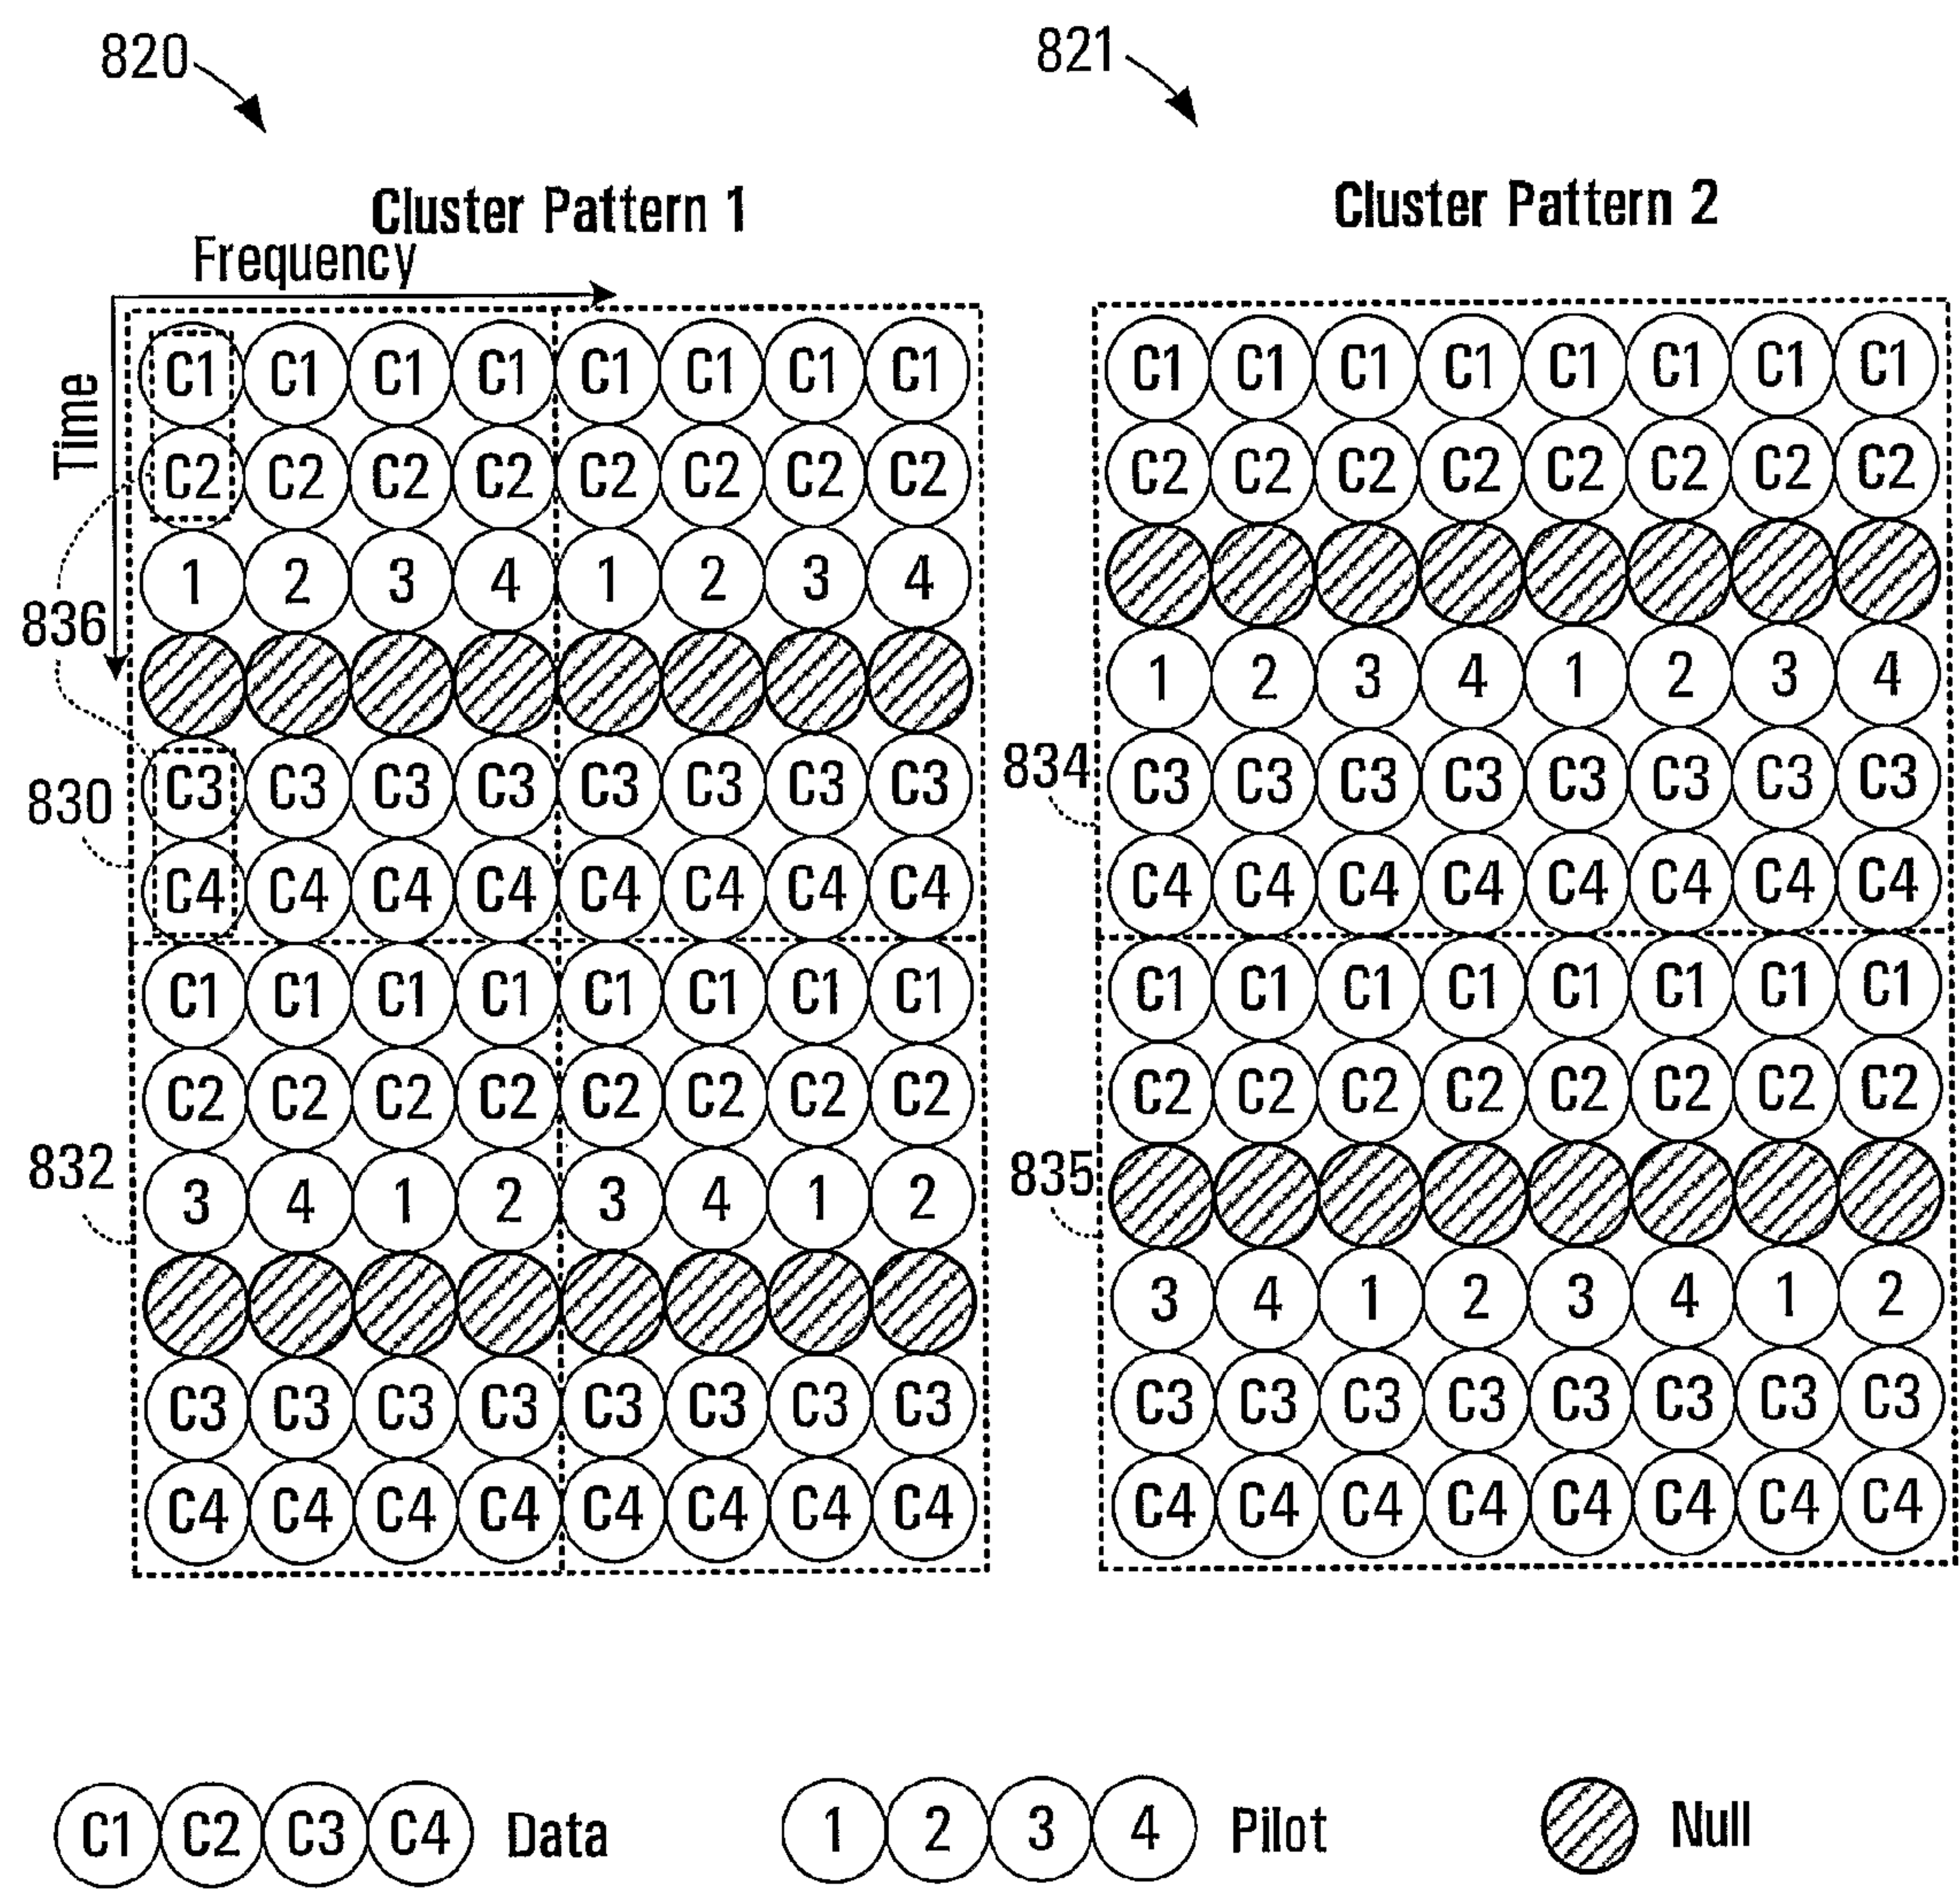 820
821
Cluster Pattern 1
Cluster Pattern 2
Frequency
Time
C1 C1 C1 C1 C1 C1 C1 C1
C2 C2 C2 C2 C2 C2 C2 C2
1 2 3 4 1 2 3 4
836
C3 C3 C3 C3 C3 C3 C3 C3
830
C4 C4 C4 C4 C4 C4 C4 C4
C1 C1 C1 C1 C1 C1 C1 C1
C2 C2 C2 C2 C2 C2 C2 C2
832
3 4 1 2 3 4 1 2
C3 C3 C3 C3 C3 C3 C3 C3
C4 C4 C4 C4 C4 C4 C4 C4
C1 C1 C1 C1 C1 C1 C1 C1
C2 C2 C2 C2 C2 C2 C2 C2
1 2 3 4 1 2 3 4
834
C3 C3 C3 C3 C3 C3 C3 C3
C4 C4 C4 C4 C4 C4 C4 C4
C1 C1 C1 C1 C1 C1 C1 C1
C2 C2 C2 C2 C2 C2 C2 C2
835
3 4 1 2 3 4 1 2
C3 C3 C3 C3 C3 C3 C3 C3
C4 C4 C4 C4 C4 C4 C4 C4
C1 C2 C3 C4 Data
1 2 3 4 Pilot
Null